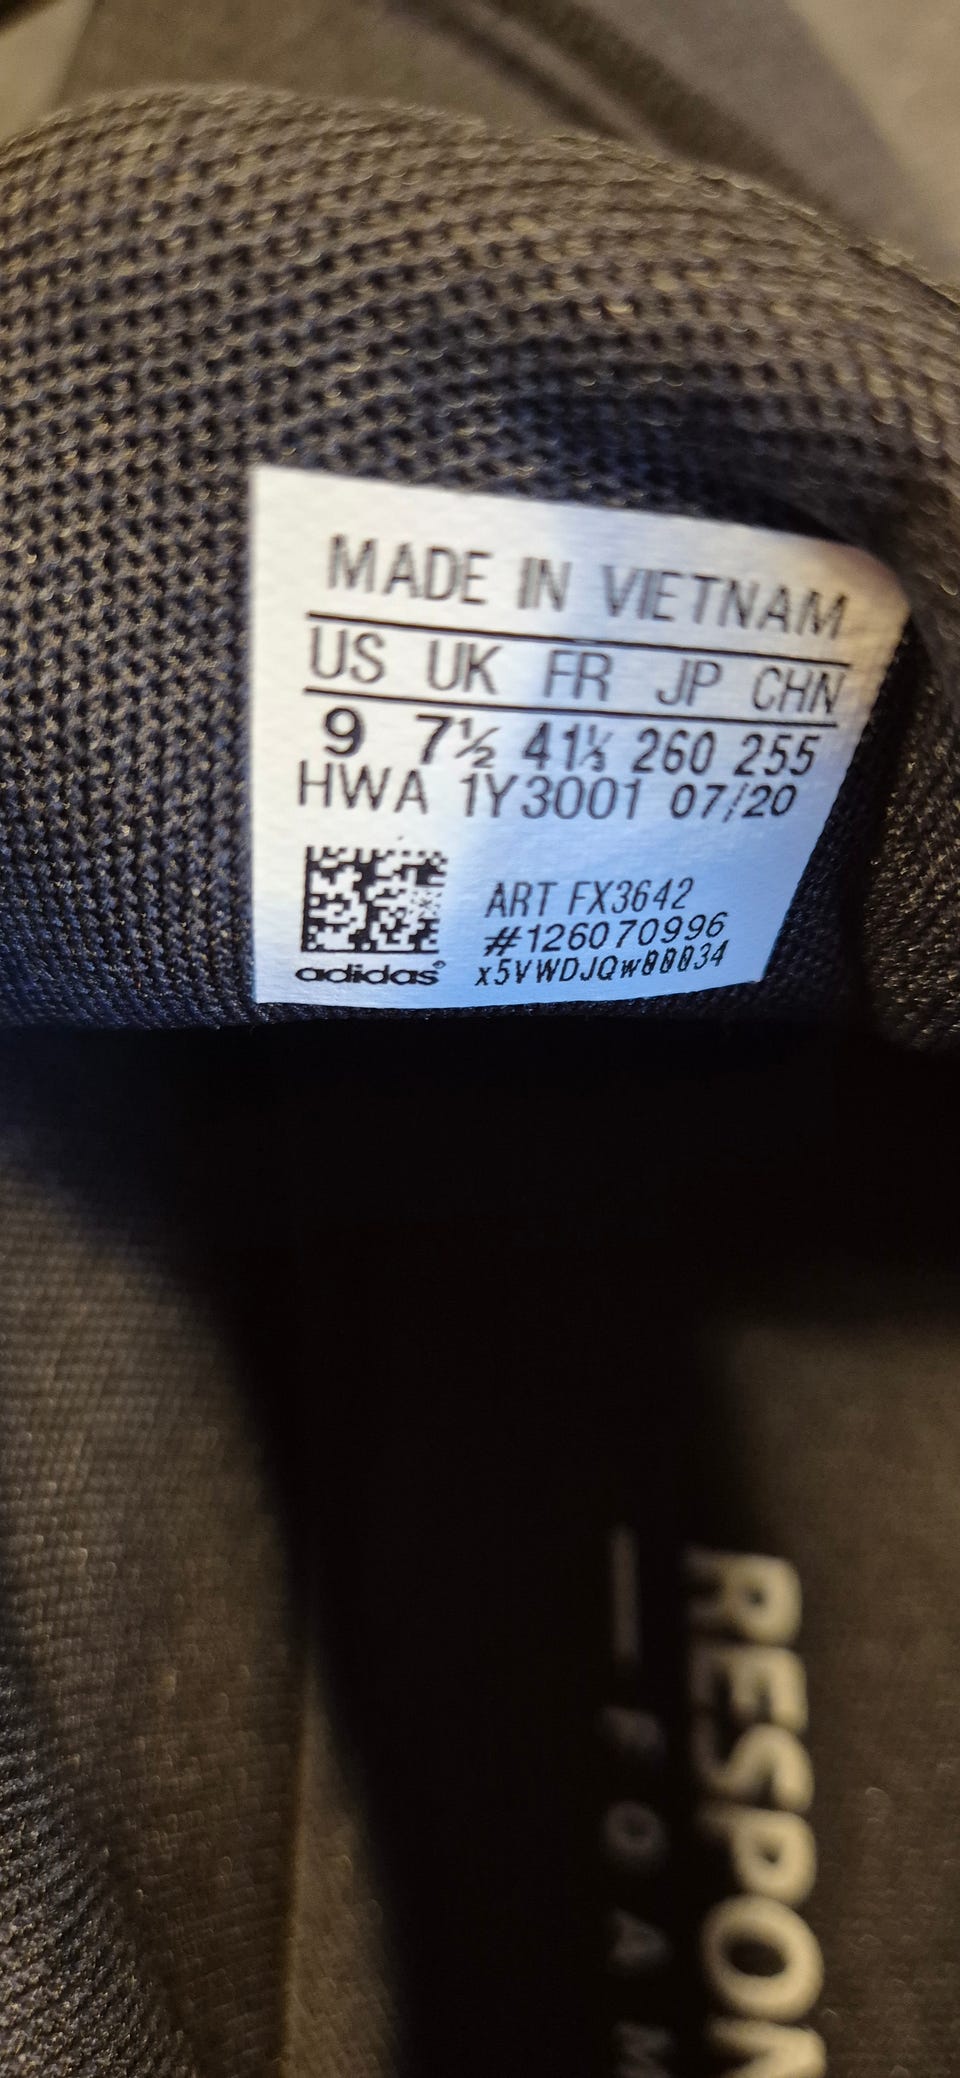 MADE IN VIETNAM
US UK FR JP CHN
9 7½ 41⅓ 260 255
HWA 1Y3001 07/20
ART FX3642
#126070996
adidas® x5VWDJQw00034
RESPON
FOAM